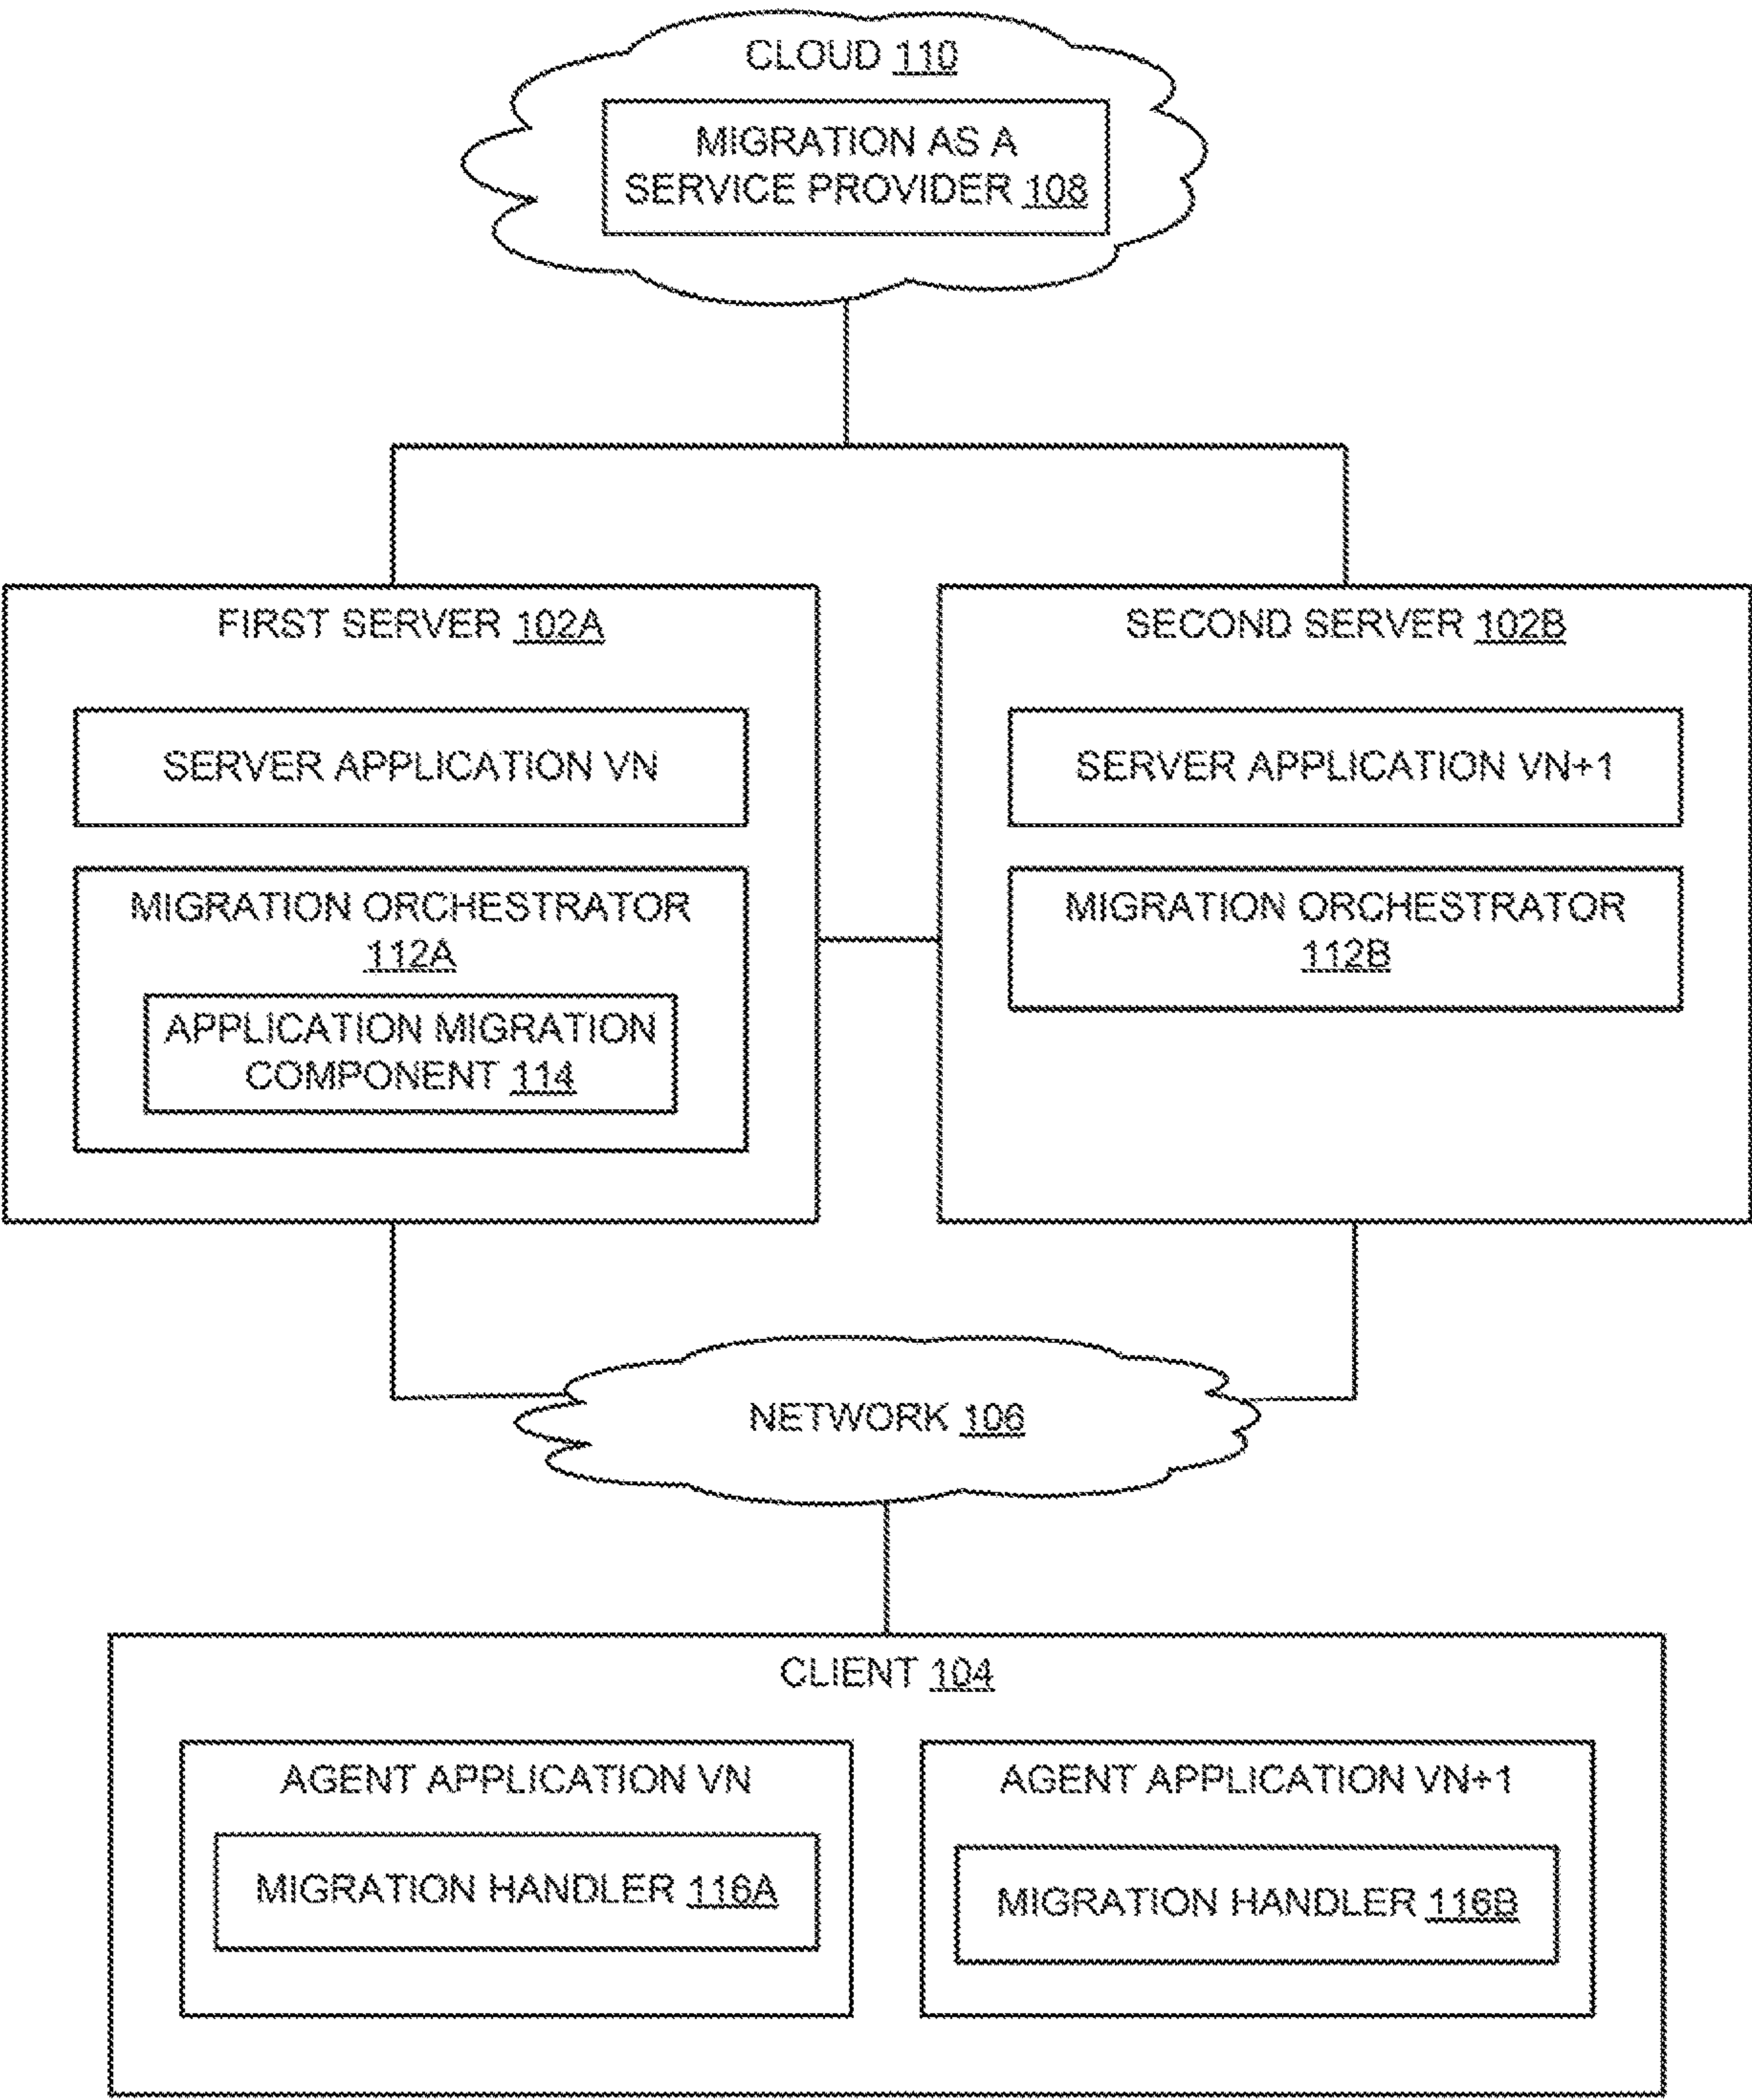 CLOUD 110
MIGRATION AS A
SERVICE PROVIDER 108
FIRST SERVER 102A
SERVER APPLICATION VN
MIGRATION ORCHESTRATOR
112A
APPLICATION MIGRATION
COMPONENT 114
SECOND SERVER 102B
SERVER APPLICATION VN+1
MIGRATION ORCHESTRATOR
112B
NETWORK 106
CLIENT 104
AGENT APPLICATION VN
MIGRATION HANDLER 116A
AGENT APPLICATION VN+1
MIGRATION HANDLER 116B